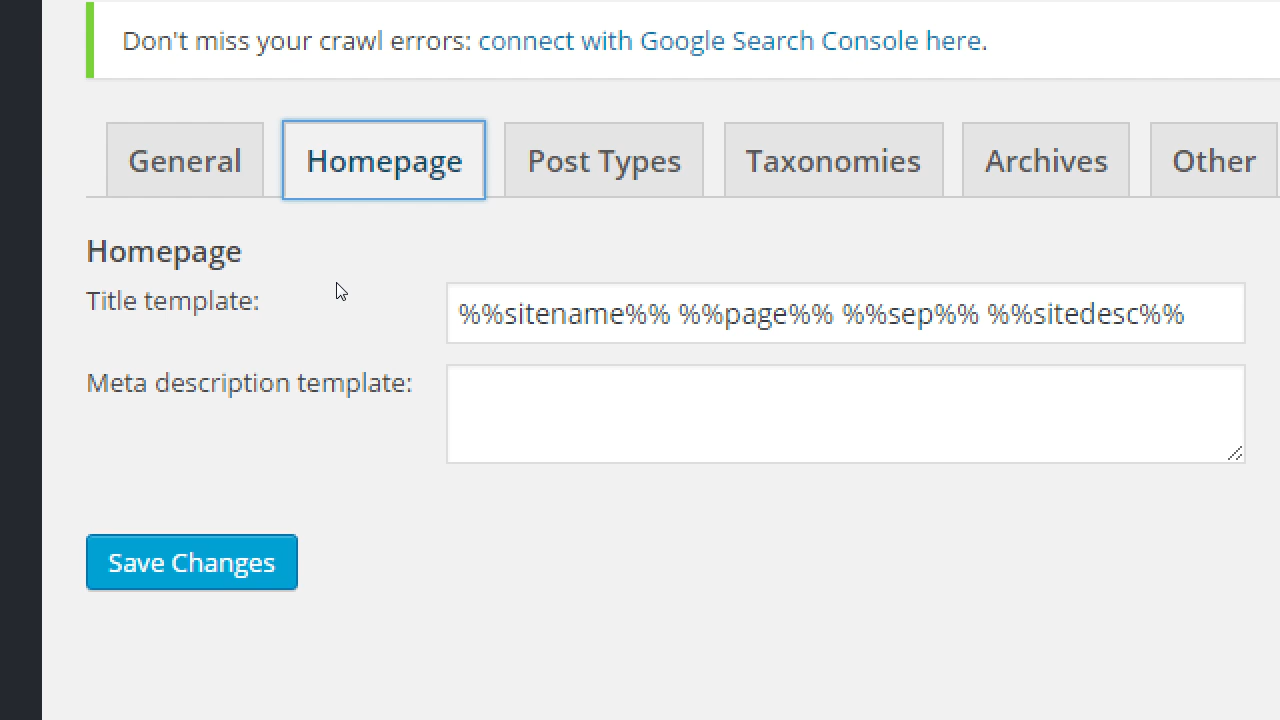 Don't miss your crawl errors: connect with Google Search Console here.
General Homepage Post Types Taxonomies Archives Other
Homepage
Title template: %%sitename%% %%page%% %%sep%% %%sitedesc%%
Meta description template:
Save Changes